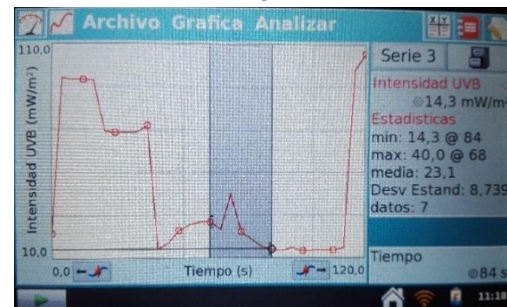 Archivo Grafica Analizar
X Y
110,0
Intensidad UVB (mW/m²)
10,0
0,0
Tiempo (s)
120,0
Serie 3
Intensidad UVB
14,3 mW/m²
Estadisticas
min: 14,3 @ 84
max: 40,0 @ 68
media: 23,1
Desv Estand: 8,739
datos: 7
Tiempo
84 s
11:18